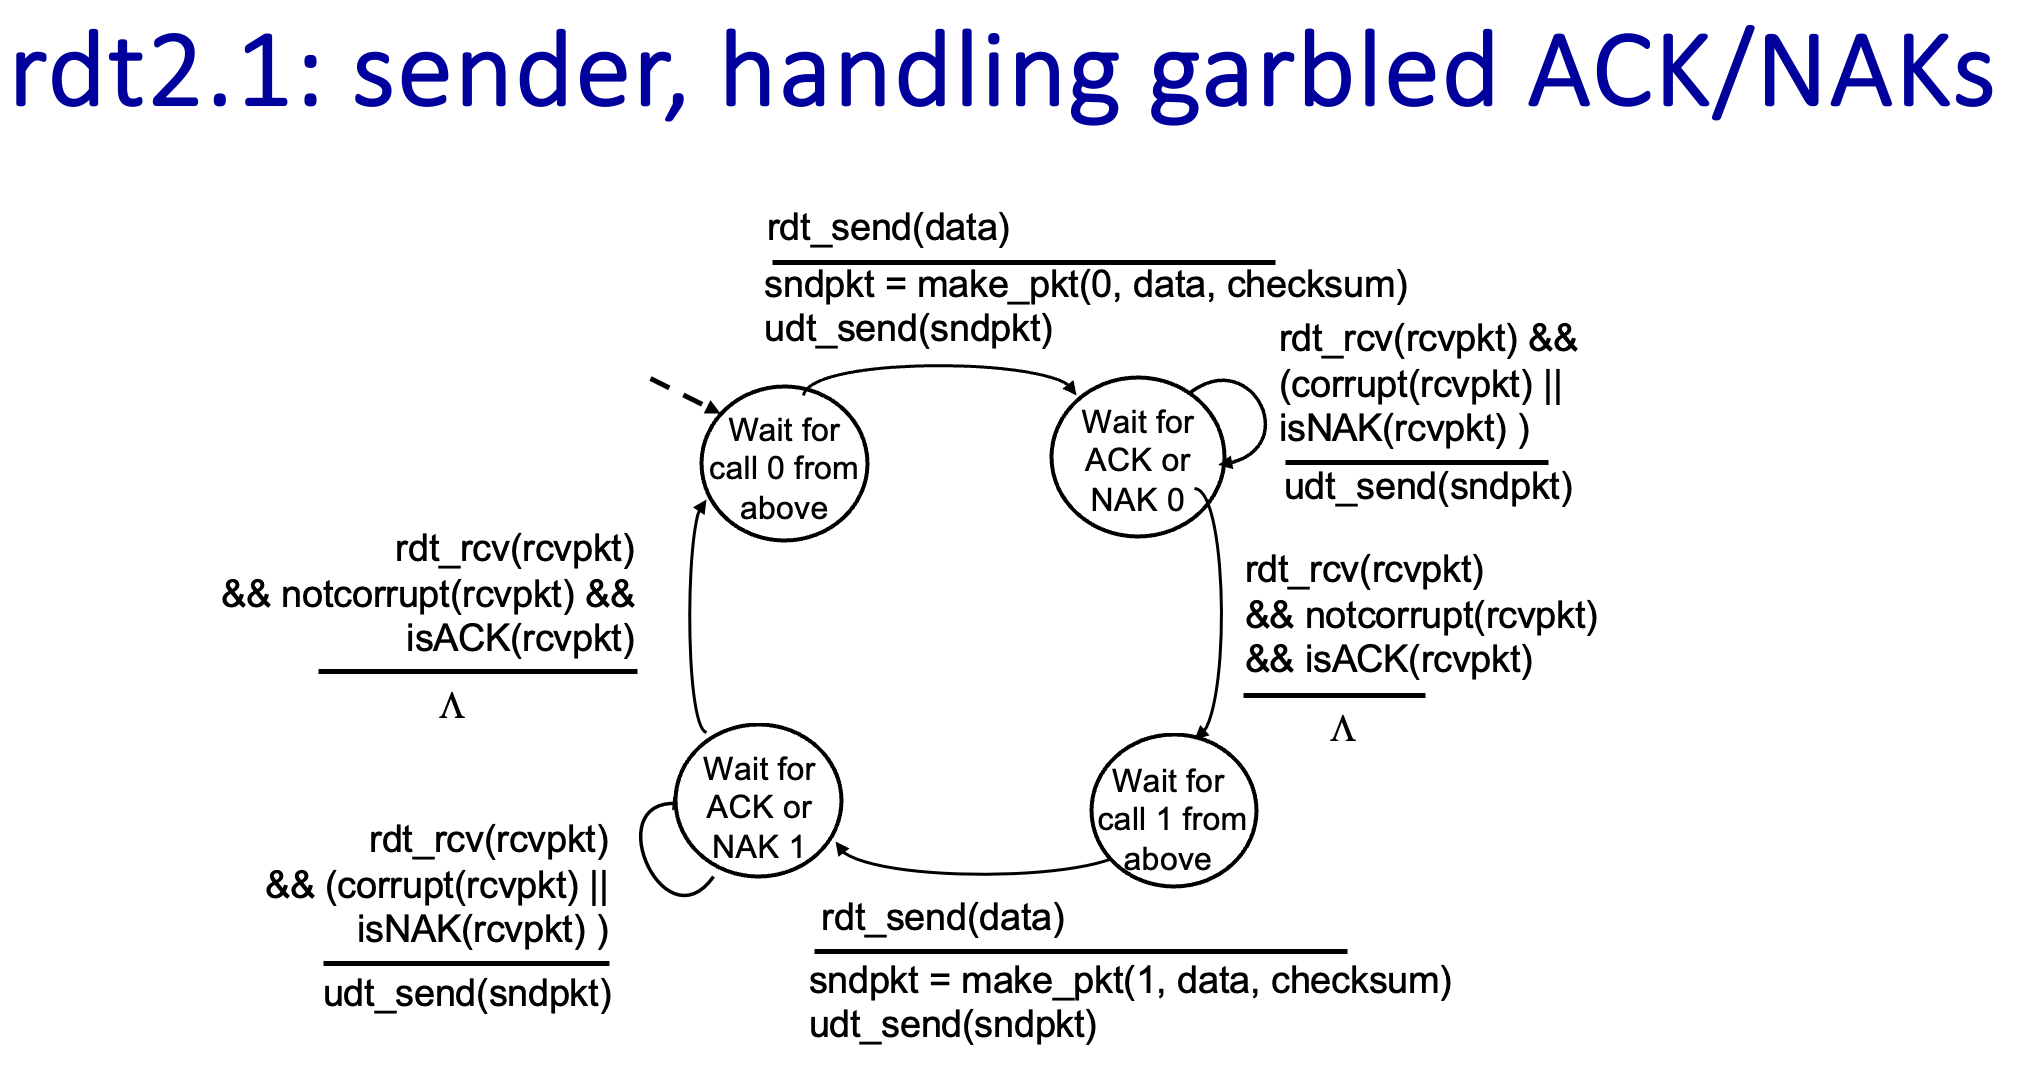 rdt2.1: sender, handling garbled ACK/NAKs
rdt_send(data)
sndpkt = make_pkt(0, data, checksum)
udt_send(sndpkt)
rdt_rcv(rcvpkt) &&
(corrupt(rcvpkt) ||
isNAK(rcvpkt) )
udt_send(sndpkt)
Wait for
call 0 from
above
Wait for
ACK or
NAK 0
rdt_rcv(rcvpkt)
&& notcorrupt(rcvpkt) &&
isACK(rcvpkt)
Λ
rdt_rcv(rcvpkt)
&& notcorrupt(rcvpkt)
&& isACK(rcvpkt)
Λ
Wait for
ACK or
NAK 1
Wait for
call 1 from
above
rdt_rcv(rcvpkt)
&& (corrupt(rcvpkt) ||
isNAK(rcvpkt) )
udt_send(sndpkt)
rdt_send(data)
sndpkt = make_pkt(1, data, checksum)
udt_send(sndpkt)